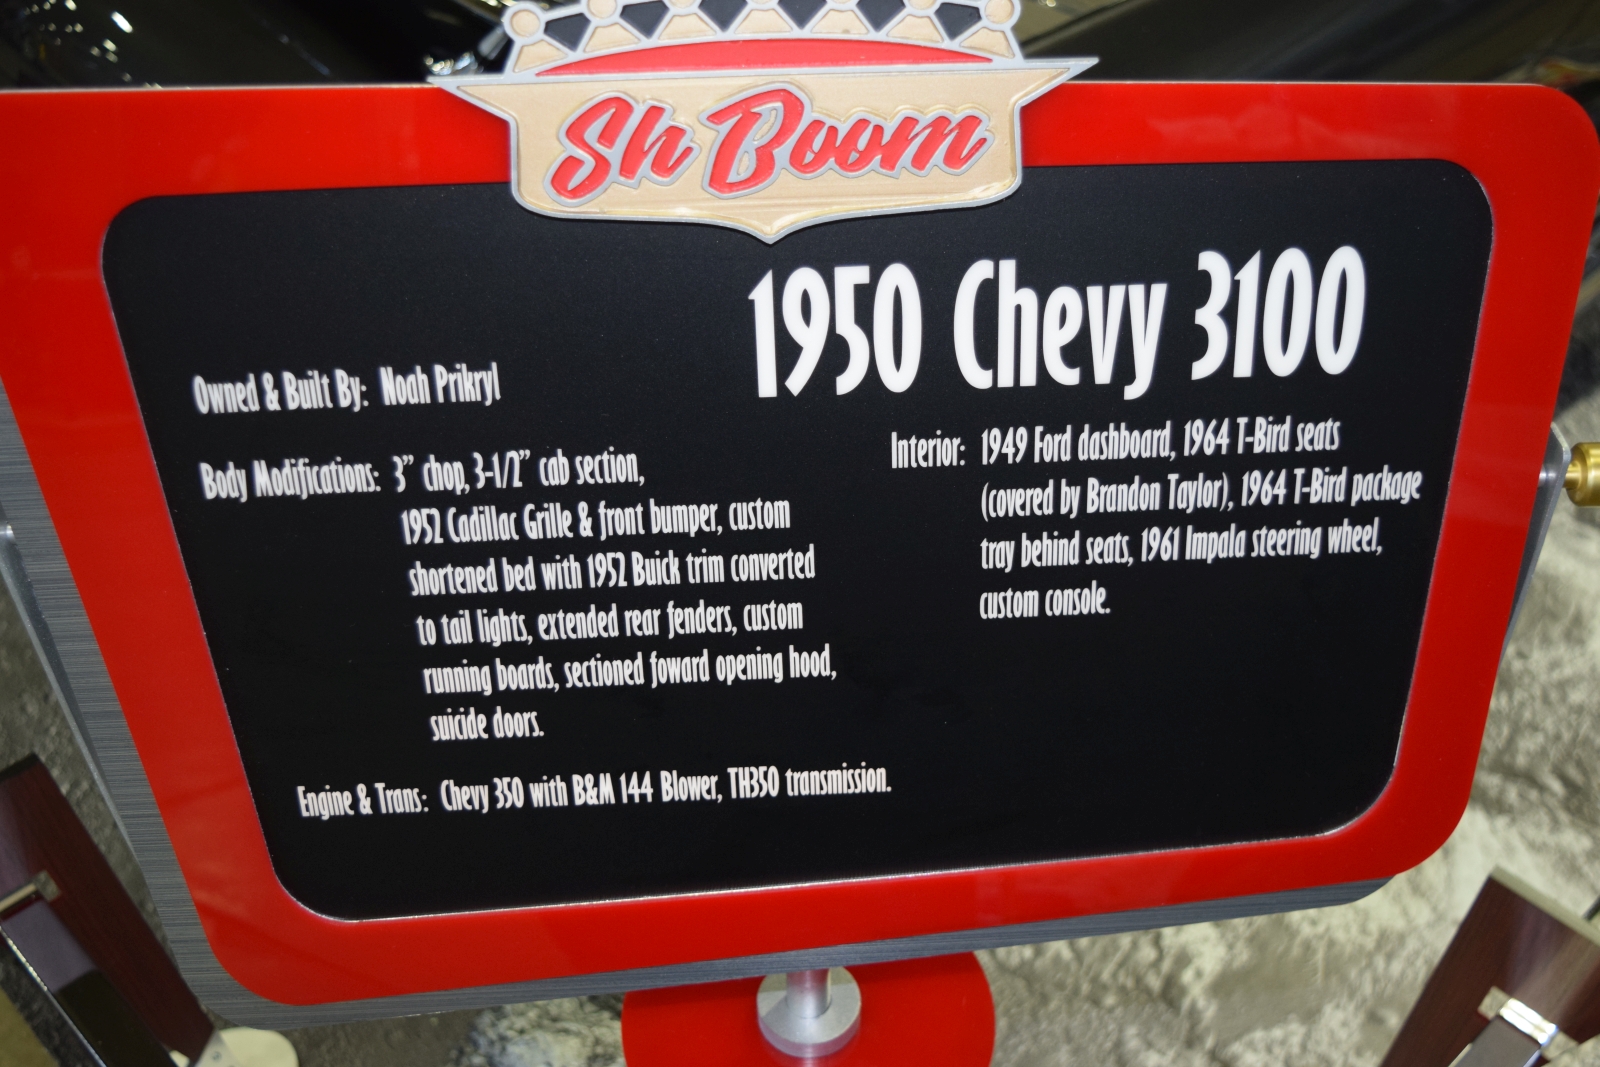 Sh Boom
1950 Chevy 3100
Owned & Built By: Noah Prikryl
Body Modifications: 3” chop, 3-1/2” cab section,
1952 Cadillac Grille & front bumper, custom
shortened bed with 1952 Buick trim converted
to tail lights, extended rear fenders, custom
running boards, sectioned foward opening hood,
suicide doors.
Engine & Trans: Chevy 350 with B&M 144 Blower, TH350 transmission.
Interior: 1949 Ford dashboard, 1964 T-Bird seats
(covered by Brandon Taylor), 1964 T-Bird package
tray behind seats, 1961 Impala steering wheel,
custom console.